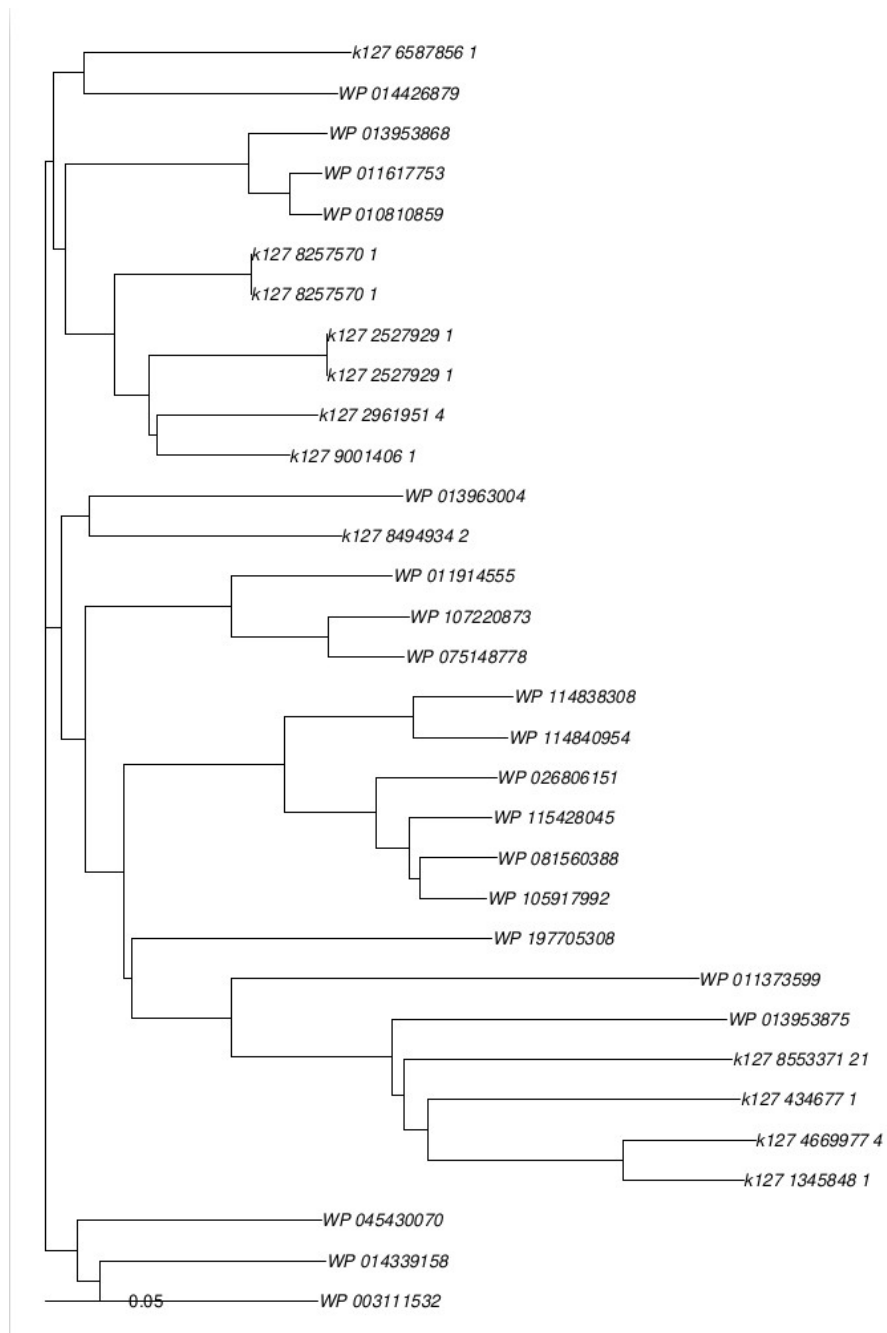 k127 6587856 1
WP 014426879
WP 013953868
WP 011617753
WP 010810859
k127 8257570 1
k127 8257570 1
k127 2527929 1
k127 2527929 1
k127 2961951 4
k127 9001406 1
WP 013963004
k127 8494934 2
WP 011914555
WP 107220873
WP 075148778
WP 114838308
WP 114840954
WP 026806151
WP 115428045
WP 081560388
WP 105917992
WP 197705308
WP 011373599
WP 013953875
k127 8553371 21
k127 434677 1
k127 4669977 4
k127 1345848 1
WP 045430070
WP 014339158
0.05 WP 003111532